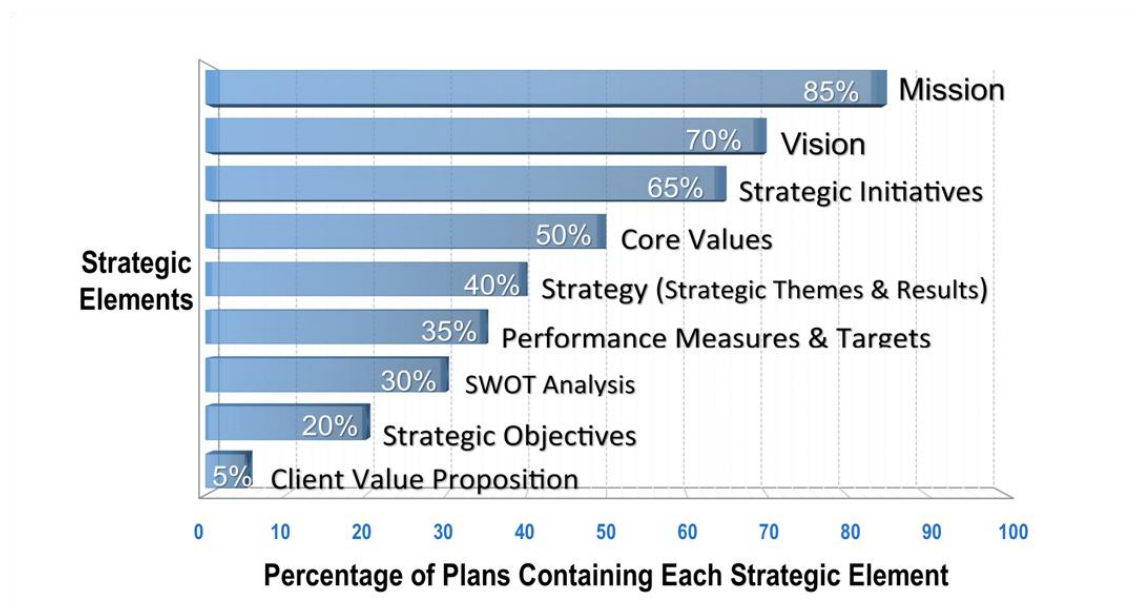 85% Mission
70% Vision
65% Strategic Initiatives
50% Core Values
Strategic
Elements
40% Strategy (Strategic Themes & Results)
35% Performance Measures & Targets
30% SWOT Analysis
20% Strategic Objectives
5% Client Value Proposition
0 10 20 30 40 50 60 70 80 90 100
Percentage of Plans Containing Each Strategic Element